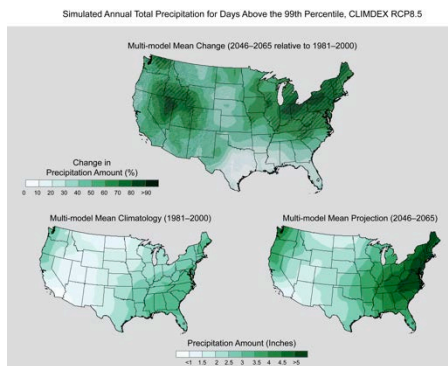 Simulated Annual Total Precipitation for Days Above the 99th Percentile, CLIMDEX RCP8.5
Multi-model Mean Change (2046-2065 relative to 1981-2000)
Change in
Precipitation Amount (%)
0 10 20 30 40 50 60 70 80 >90
Multi-model Mean Climatology (1981-2000)
Multi-model Mean Projection (2046-2065)
Precipitation Amount (Inches)
<1 1.5 2 2.5 3 3.5 4 4.5 >5